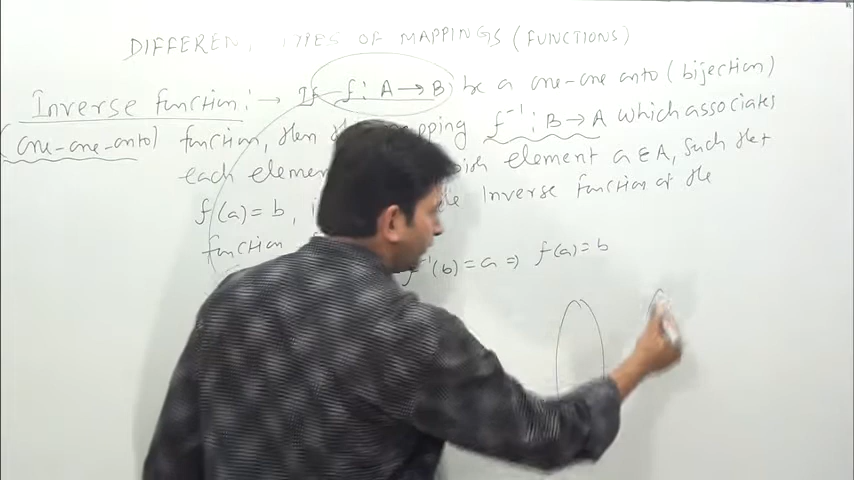 DIFFEREN TYPES OF MAPPINGS (FUNCTIONS)
Inverse function :→ If f: A→B, be a one-one onto (bijection)
(one-one-onto) function, then mapping f⁻¹: B→A which associates
each element element a∈A, such that
f(a)=b, Inverse function of the
function
f⁻¹(b)=a ⇒ f(a)=b